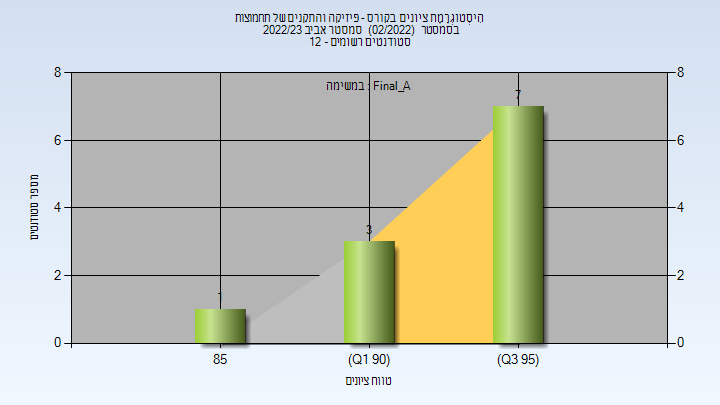 היסטוגרמת ציונים בקורס - פיזיקה והתקנים של תחמוצות
בסמסטר (02/2022) סמסטר אביב 2022/23
סטודנטים רשומים - 12
במשימה : Final_A
8
6
4
2
0
8
6
4
2
0
מספר סטודנטים
1
3
7
85
(Q1 90)
(Q3 95)
טווח ציונים